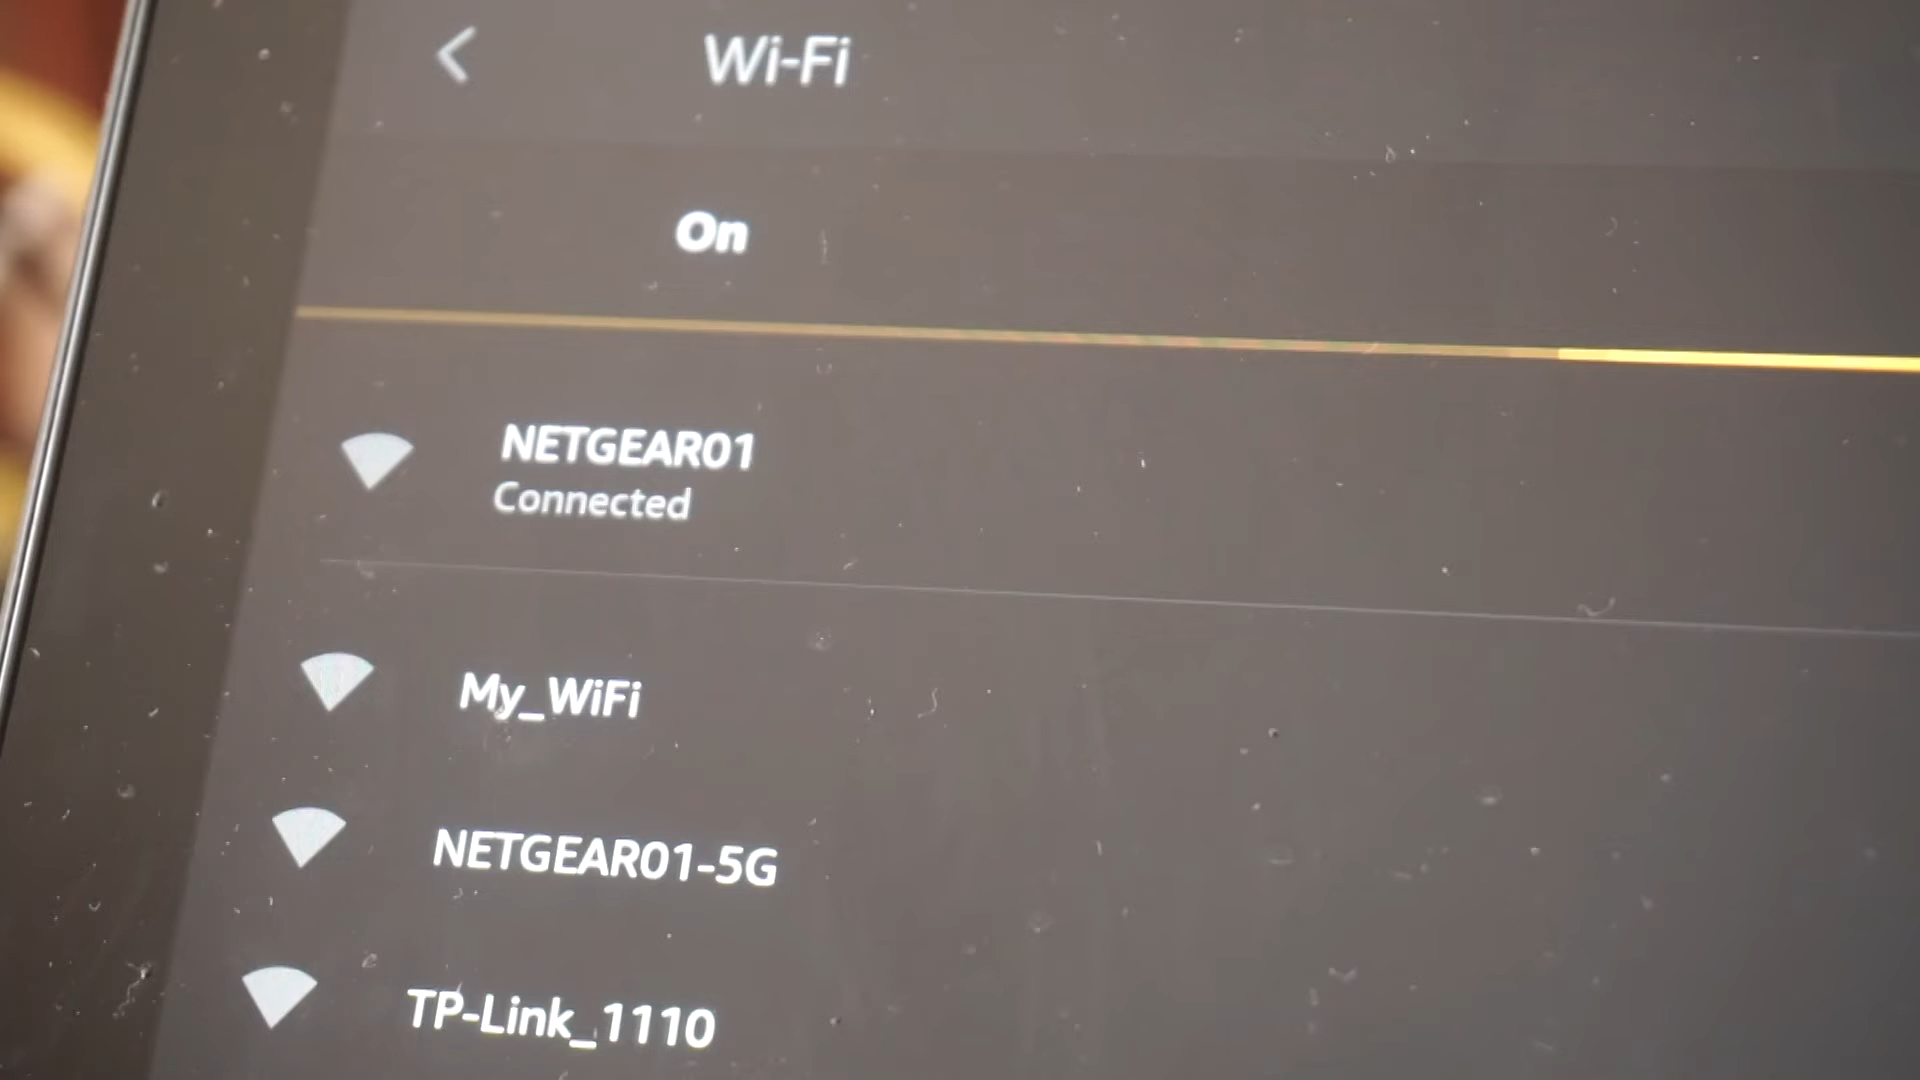 Wi-Fi
On
NETGEAR01
Connected
My_WiFi
NETGEAR01-5G
TP-Link_1110